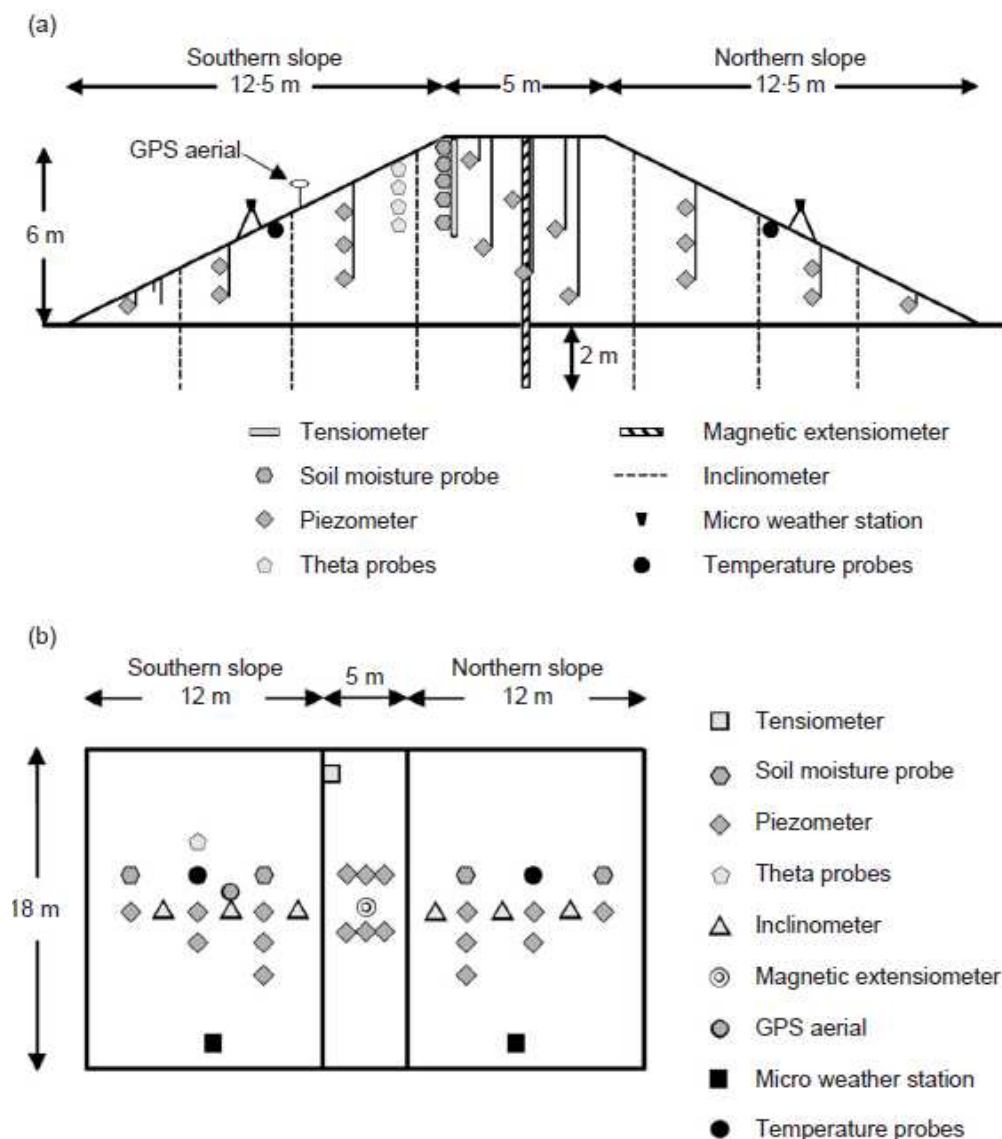 (a)
Southern slope
Northern slope
12·5 m
5 m
12·5 m
GPS aerial
6 m
2 m
Tensiometer
Magnetic extensiometer
Soil moisture probe
Inclinometer
Piezometer
Micro weather station
Theta probes
Temperature probes
(b)
Southern slope
5 m
Northern slope
12 m
12 m
18 m
Tensiometer
Soil moisture probe
Piezometer
Theta probes
Inclinometer
Magnetic extensiometer
GPS aerial
Micro weather station
Temperature probes